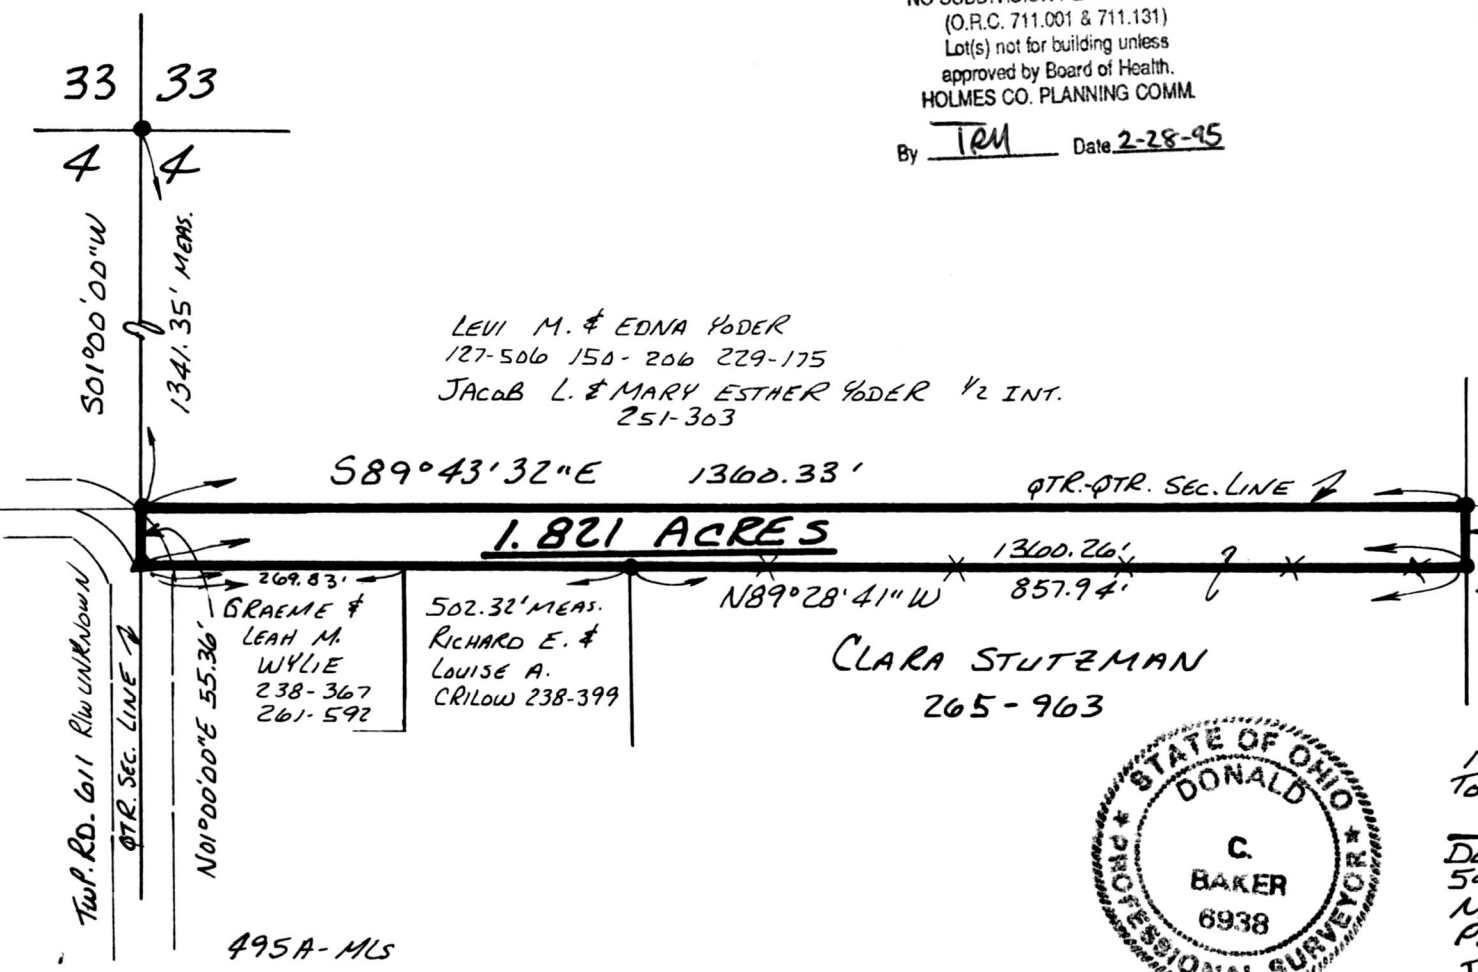 (O.R.C. 711.001 & 711.131)
Lot(s) not for building unless
approved by Board of Health.
HOLMES CO. PLANNING COMM.
By TRM Date 2-28-95
33 33
4 4
S01°00'00"W
1341.35' MEAS.
LEVI M. & EDNA YODER
127-506 150-206 229-175
JACOB L. & MARY ESTHER YODER 1/2 INT.
251-303
S89°43'32"E 1360.33'
QTR.-QTR. SEC. LINE
1.821 ACRES
1360.26'
N89°28'41"W 857.94'
269.83'
GRAEME &
LEAH M.
WYLIE
238-367
261-592
502.32' MEAS.
RICHARD E. &
LOUISE A.
CRILOW 238-399
CLARA STUTZMAN
265-963
TWP. RD. 611 R/W UNKNOWN
QTR. SEC. LINE
N01°00'00"E 55.36'
495A-MLS
STATE OF OHIO
DONALD
C.
BAKER
6938
PROFESSIONAL SURVEYOR